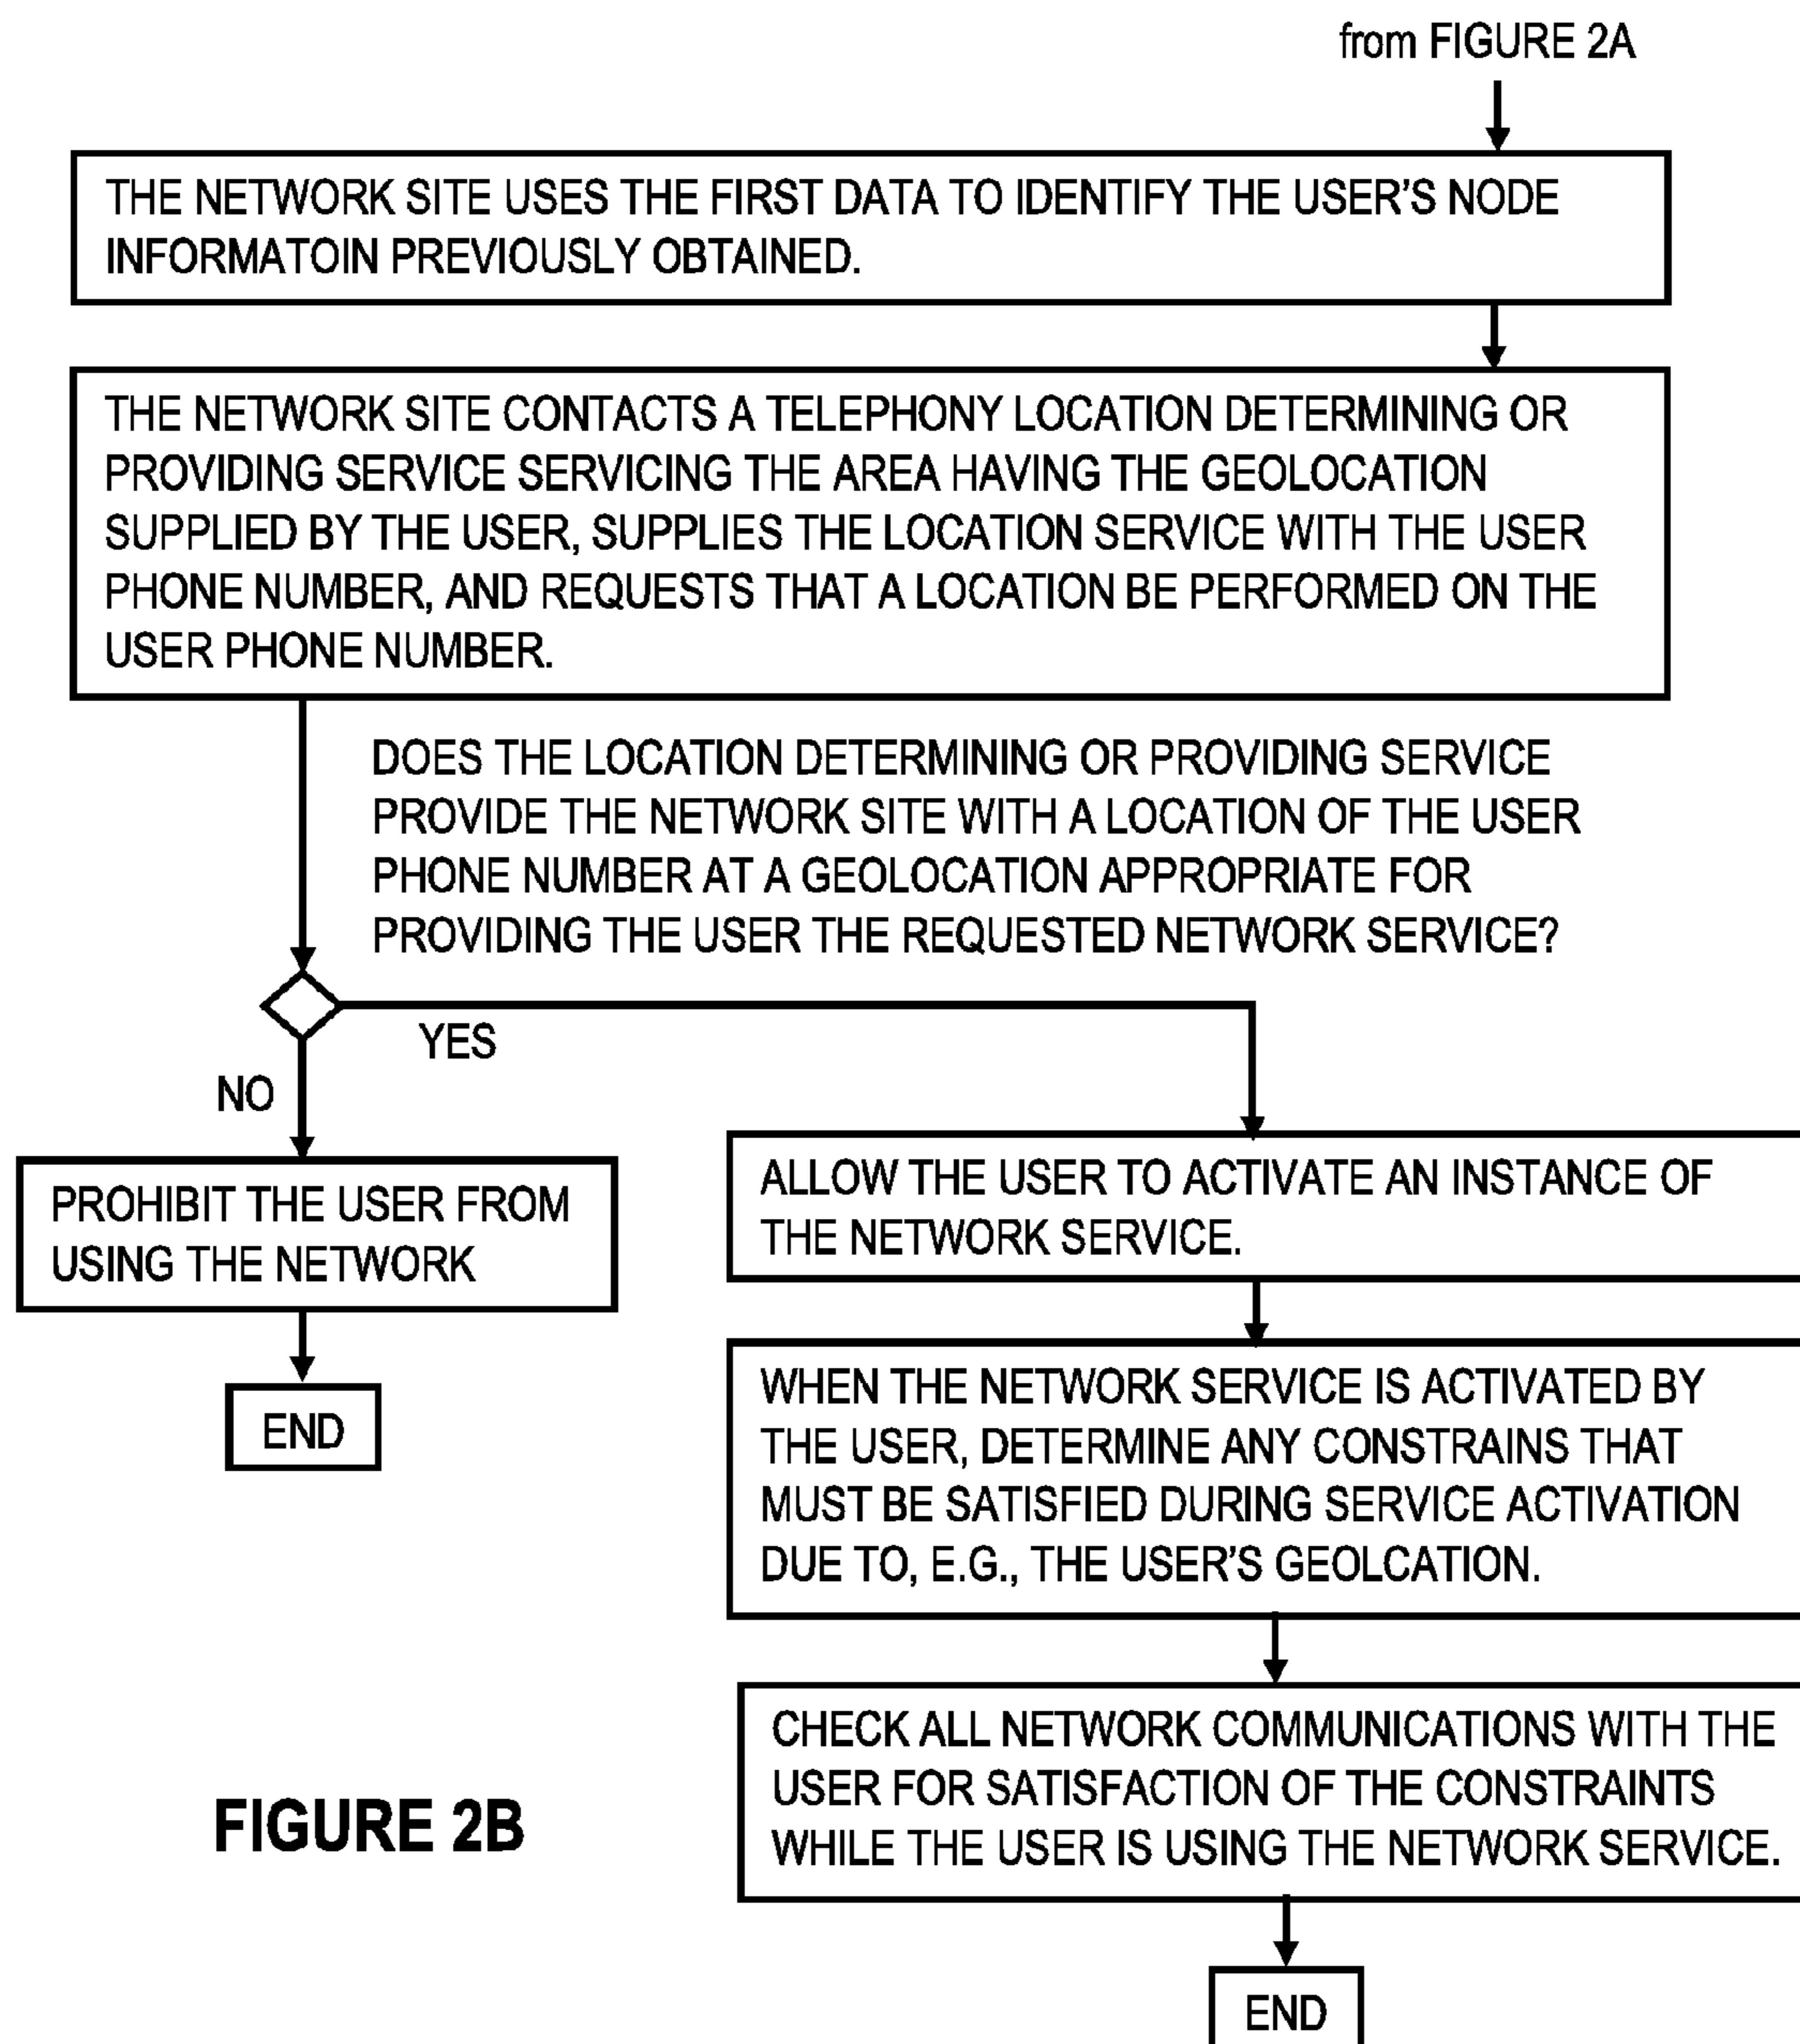 from FIGURE 2A
THE NETWORK SITE USES THE FIRST DATA TO IDENTIFY THE USER'S NODE
INFORMATOIN PREVIOUSLY OBTAINED.
THE NETWORK SITE CONTACTS A TELEPHONY LOCATION DETERMINING OR
PROVIDING SERVICE SERVICING THE AREA HAVING THE GEOLOCATION
SUPPLIED BY THE USER, SUPPLIES THE LOCATION SERVICE WITH THE USER
PHONE NUMBER, AND REQUESTS THAT A LOCATION BE PERFORMED ON THE
USER PHONE NUMBER.
DOES THE LOCATION DETERMINING OR PROVIDING SERVICE
PROVIDE THE NETWORK SITE WITH A LOCATION OF THE USER
PHONE NUMBER AT A GEOLOCATION APPROPRIATE FOR
PROVIDING THE USER THE REQUESTED NETWORK SERVICE?
YES
NO
PROHIBIT THE USER FROM
USING THE NETWORK
END
ALLOW THE USER TO ACTIVATE AN INSTANCE OF
THE NETWORK SERVICE.
WHEN THE NETWORK SERVICE IS ACTIVATED BY
THE USER, DETERMINE ANY CONSTRAINS THAT
MUST BE SATISFIED DURING SERVICE ACTIVATION
DUE TO, E.G., THE USER'S GEOLCATION.
CHECK ALL NETWORK COMMUNICATIONS WITH THE
USER FOR SATISFACTION OF THE CONSTRAINTS
WHILE THE USER IS USING THE NETWORK SERVICE.
END
FIGURE 2B